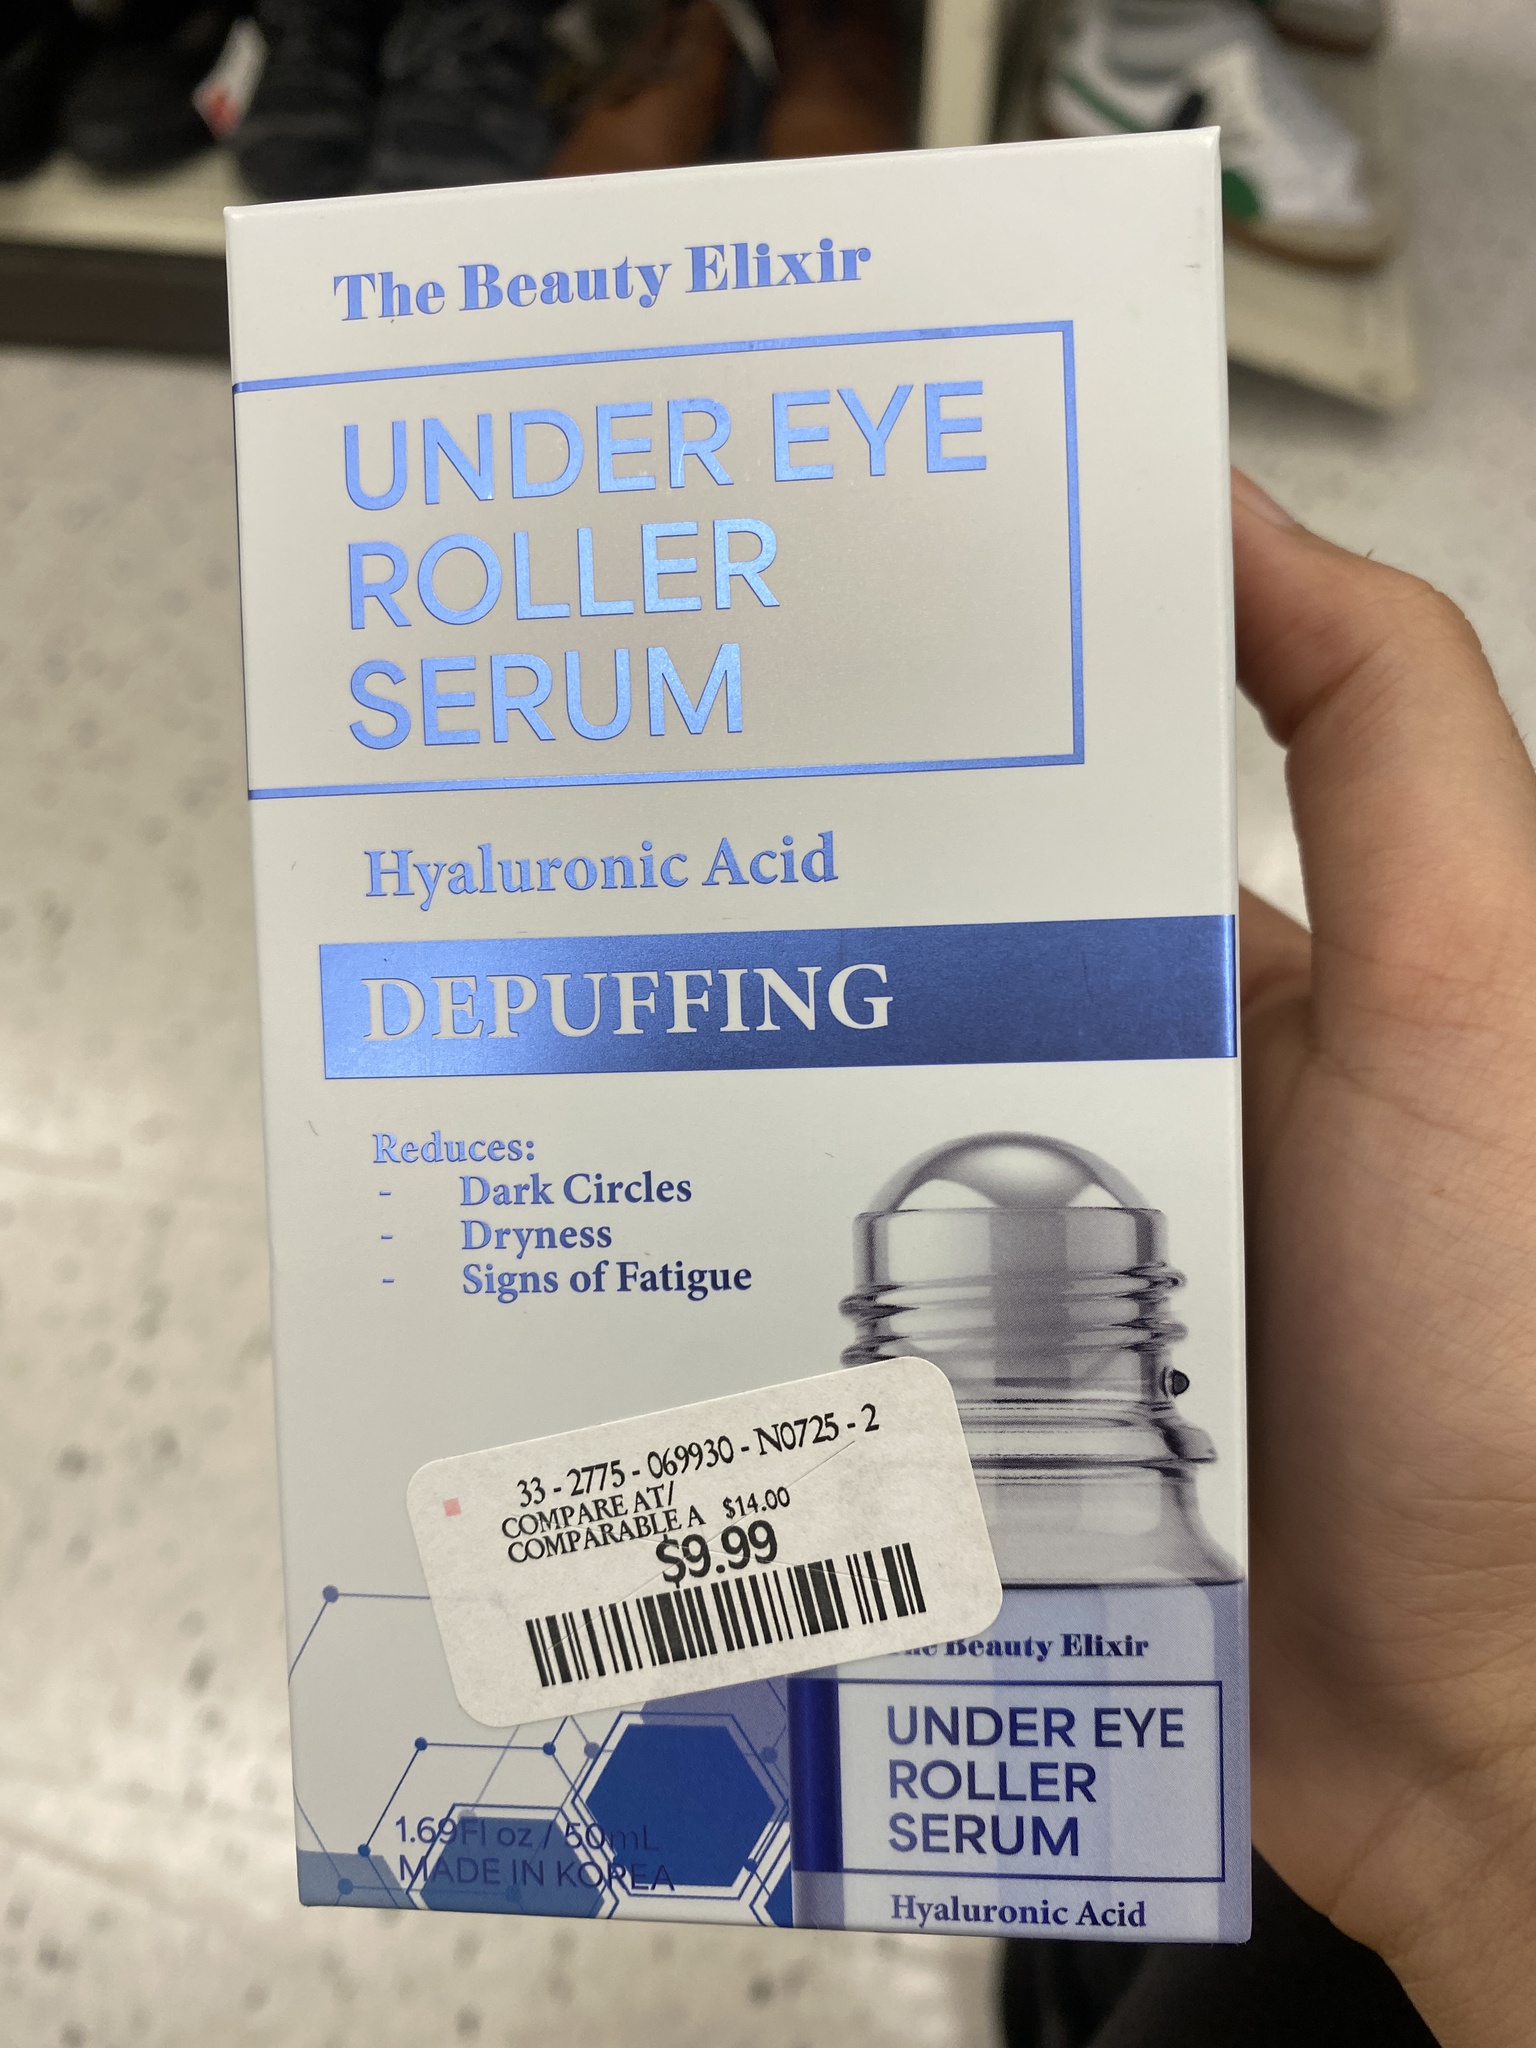 The Beauty Elixir
UNDER EYE
ROLLER
SERUM
Hyaluronic Acid
DEPUFFING
Reduces:
- Dark Circles
- Dryness
- Signs of Fatigue
33 - 2775 - 069930 - N0725 - 2
COMPARE AT/
COMPARABLE A $14.00
$9.99
The Beauty Elixir
UNDER EYE
ROLLER
SERUM
Hyaluronic Acid
1.69Fl oz / 50mL
MADE IN KOREA